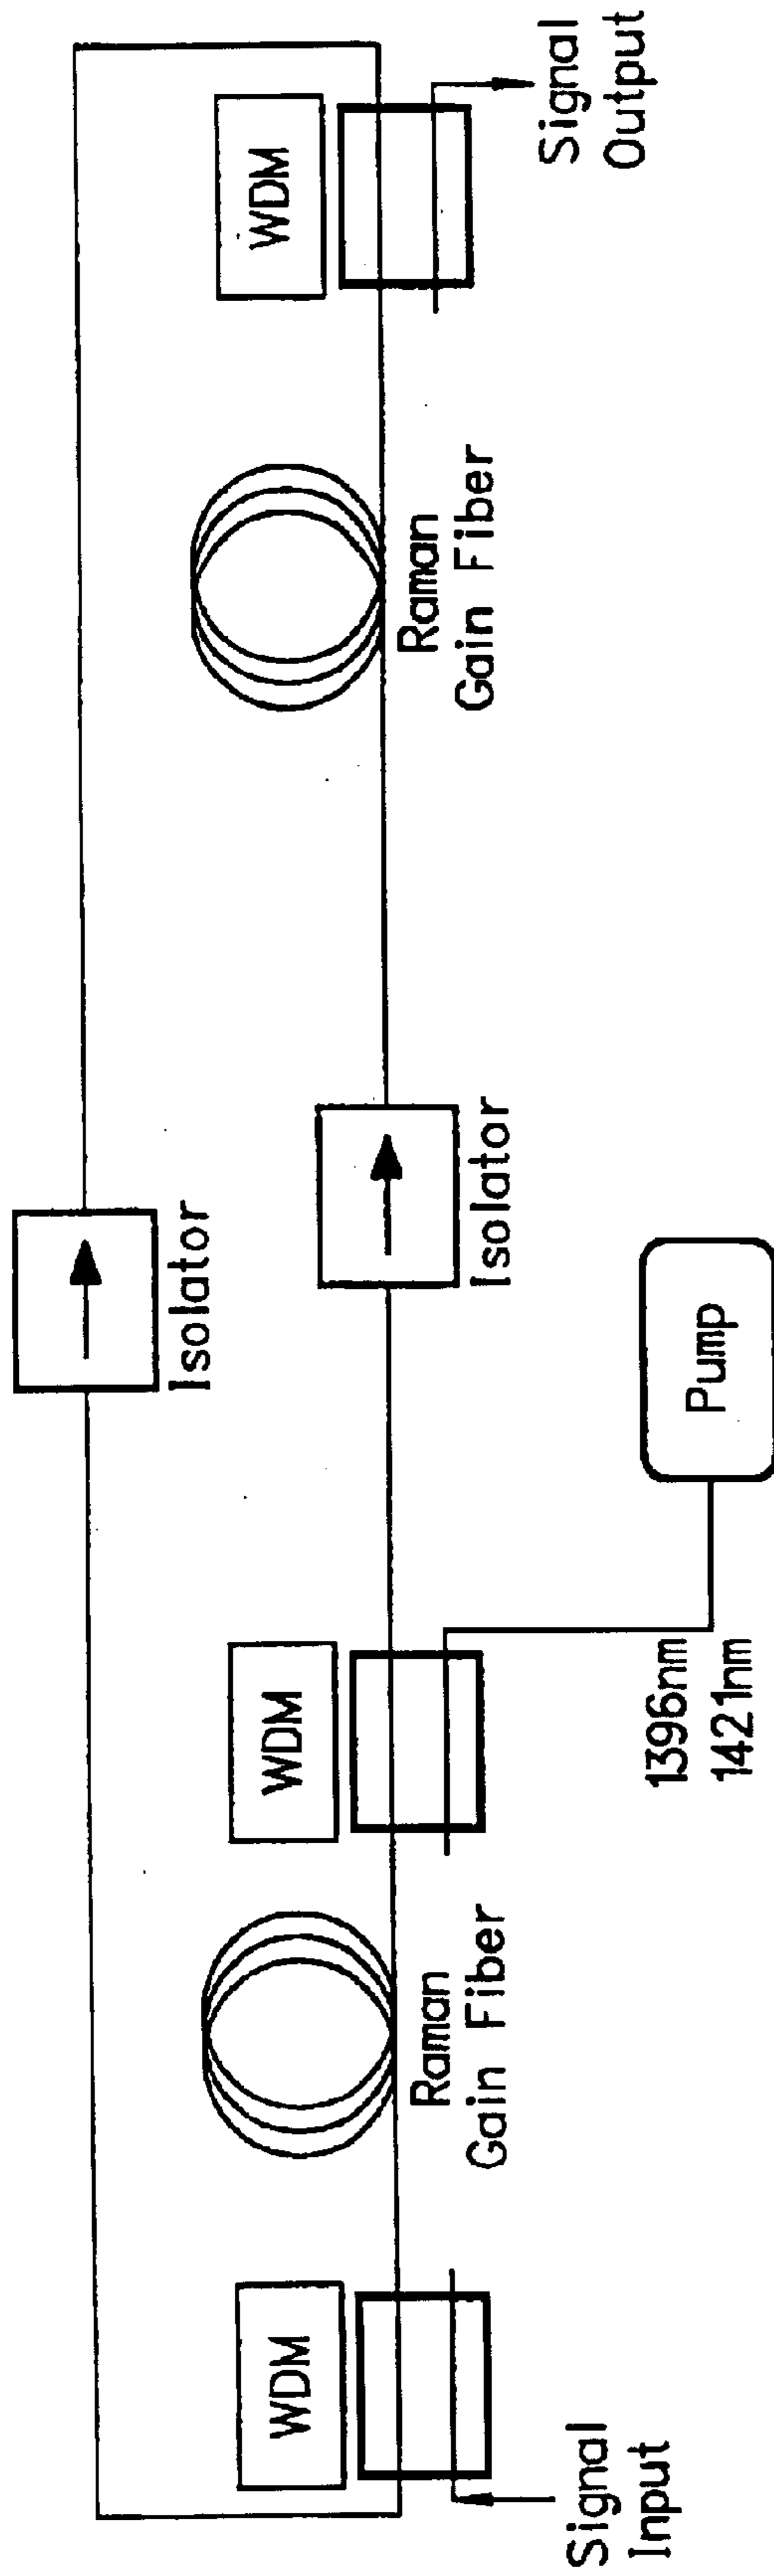 Isolator
WDM
Raman
Gain Fiber
WDM
Isolator
Raman
Gain Fiber
WDM
Signal
Input
1396nm
1421nm
Pump
Signal
Output